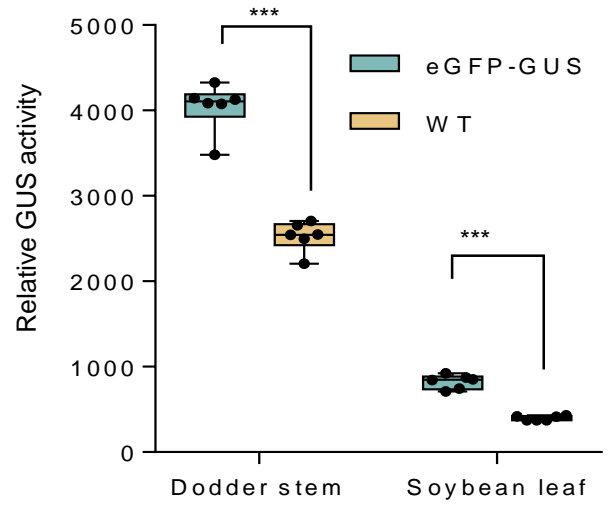 Relative GUS activity
5000
4000
3000
2000
1000
0
***
***
eGFP-GUS
WT
Dodder stem
Soybean leaf